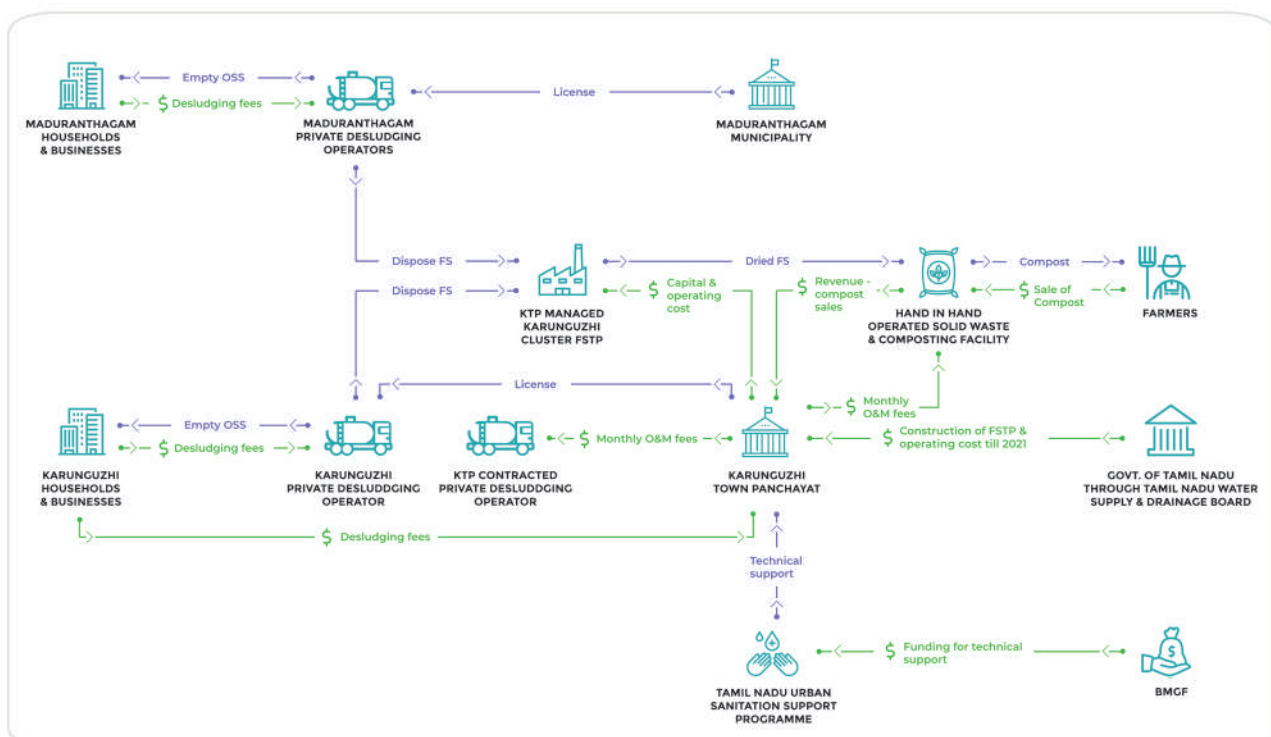 Empty OSS
$ Desludging fees
MADURANTHAGAM
HOUSEHOLDS
& BUSINESSES
MADURANTHAGAM
PRIVATE DESLUDGING
OPERATORS
License
MADURANTHAGAM
MUNICIPALITY
Dispose FS
Dispose FS
KTP MANAGED
KARUNGUZHI
CLUSTER FSTP
Dried FS
$ Capital &
operating
cost
$ Revenue -
compost
sales
HAND IN HAND
OPERATED SOLID WASTE
& COMPOSTING FACILITY
Compost
$ Sale of
Compost
FARMERS
License
Empty OSS
$ Desludging fees
KARUNGUZHI
HOUSEHOLDS
& BUSINESSES
KARUNGUZHI
PRIVATE DESLUDDGING
OPERATOR
$ Monthly O&M fees
KTP CONTRACTED
PRIVATE DESLUDDGING
OPERATOR
KARUNGUZHI
TOWN PANCHAYAT
$ Monthly
O&M fees
$ Construction of FSTP &
operating cost till 2021
GOVT. OF TAMIL NADU
THROUGH TAMIL NADU WATER
SUPPLY & DRAINAGE BOARD
$ Desludging fees
Technical
support
TAMIL NADU URBAN
SANITATION SUPPORT
PROGRAMME
$ Funding for technical
support
$
BMGF